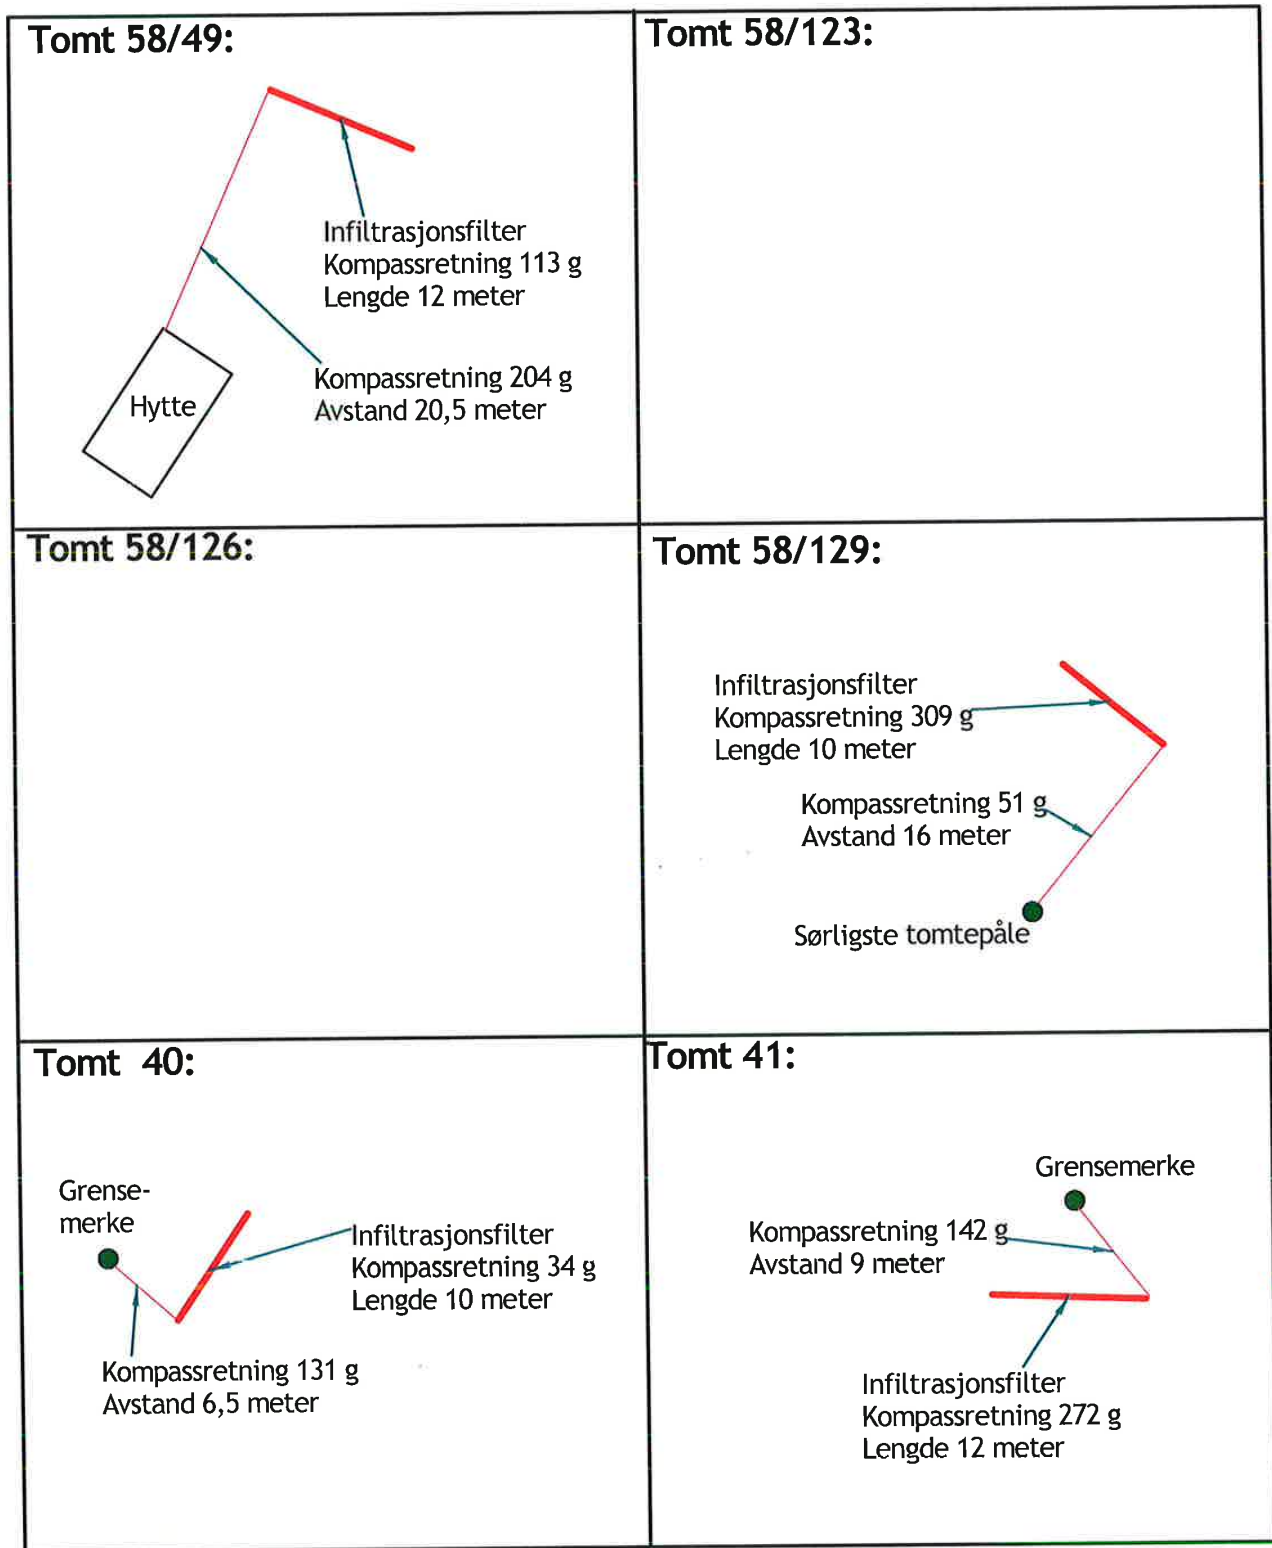 Tomt 58/49:
Infiltrasjonsfilter
Kompassretning 113 g
Lengde 12 meter
Kompassretning 204 g
Avstand 20,5 meter
Hytte
Tomt 58/123:
Tomt 58/126:
Tomt 58/129:
Infiltrasjonsfilter
Kompassretning 309 g
Lengde 10 meter
Kompassretning 51 g
Avstand 16 meter
Sørligste tomtepåle
Tomt 40:
Grense-
merke
Infiltrasjonsfilter
Kompassretning 34 g
Lengde 10 meter
Kompassretning 131 g
Avstand 6,5 meter
Tomt 41:
Grensemerke
Kompassretning 142 g
Avstand 9 meter
Infiltrasjonsfilter
Kompassretning 272 g
Lengde 12 meter